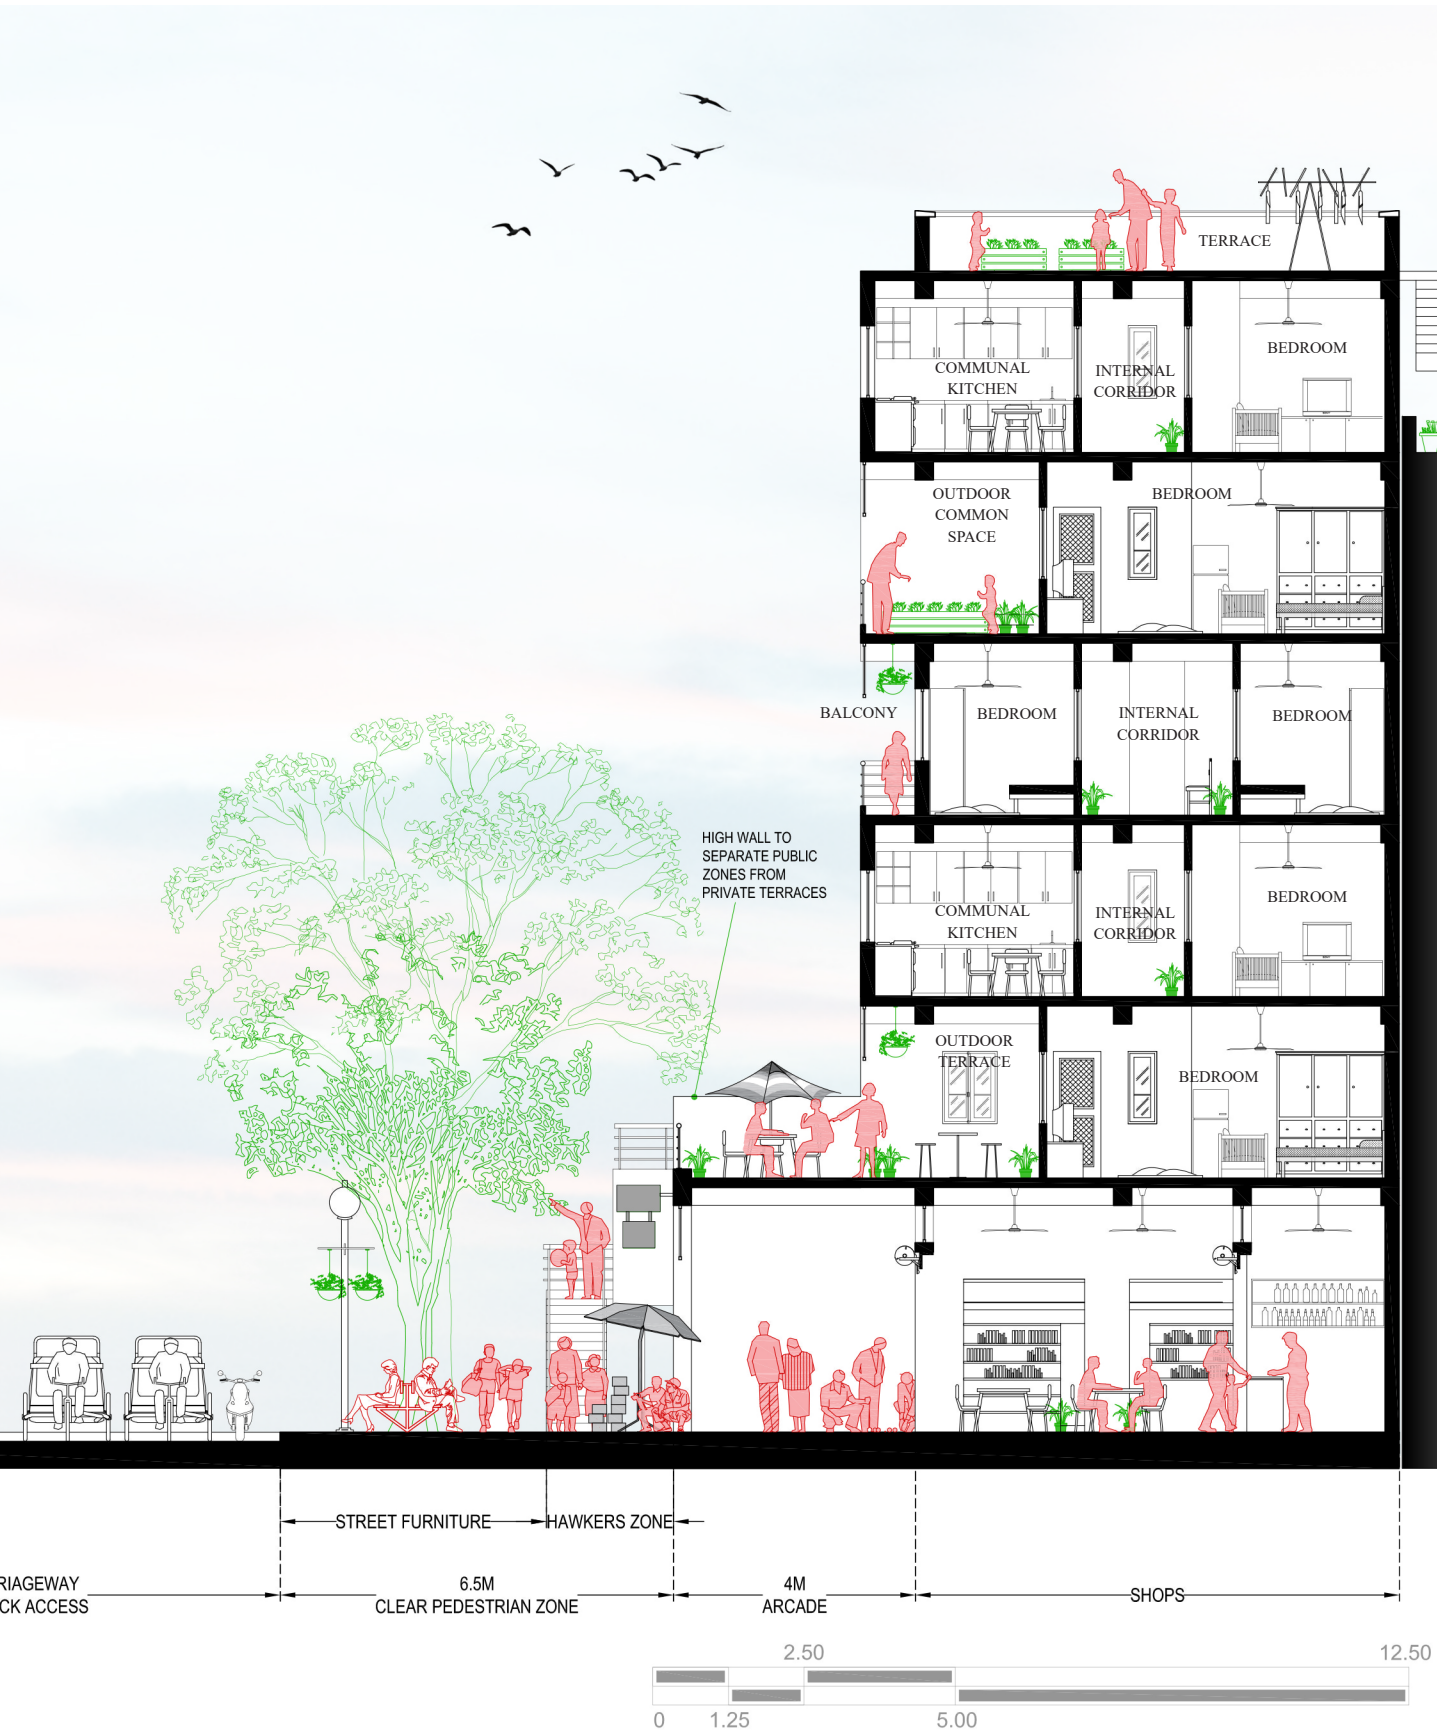 TERRACE
COMMUNAL
KITCHEN
INTERNAL
CORRIDOR
BEDROOM
OUTDOOR
COMMON
SPACE
BEDROOM
BALCONY
BEDROOM
INTERNAL
CORRIDOR
BEDROOM
HIGH WALL TO
SEPARATE PUBLIC
ZONES FROM
PRIVATE TERRACES
COMMUNAL
KITCHEN
INTERNAL
CORRIDOR
BEDROOM
OUTDOOR
TERRACE
BEDROOM
STREET FURNITURE
HAWKERS ZONE
RIAGEWAY
CK ACCESS
6.5M
CLEAR PEDESTRIAN ZONE
4M
ARCADE
SHOPS
2.50
12.50
0
1.25
5.00